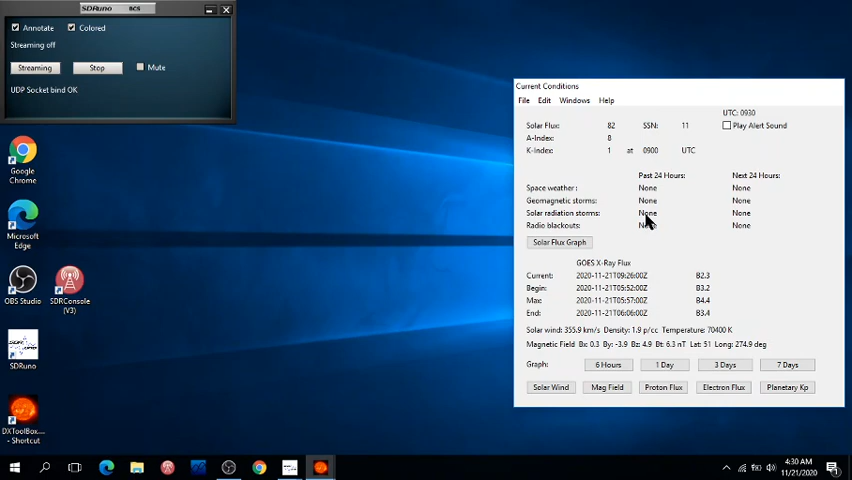 SDRuno BCS
Annotate Colored
Streaming off
Streaming Stop Mute
UDP Socket bind OK
Google Chrome
Microsoft Edge
OBS Studio
SDRConsole (V3)
SDRuno
DXToolBox... - Shortcut
Current Conditions
File Edit Windows Help
UTC: 0930
Solar Flux: 82 SSN: 11 Play Alert Sound
A-Index: 8
K-Index: 1 at 0900 UTC
Past 24 Hours: Next 24 Hours:
Space weather : None None
Geomagnetic storms: None None
Solar radiation storms: None None
Radio blackouts: None None
Solar Flux Graph
GOES X-Ray Flux
Current: 2020-11-21T09:26:00Z B2.3
Begin: 2020-11-21T05:52:00Z B3.2
Max: 2020-11-21T05:57:00Z B4.4
End: 2020-11-21T06:06:00Z B3.4
Solar wind: 355.9 km/s Density: 1.9 p/cc Temperature: 70400 K
Magnetic Field Bx: 0.3 By: -3.9 Bz: 4.9 Bt: 6.3 nT Lat: 51 Long: 274.9 deg
Graph: 6 Hours 1 Day 3 Days 7 Days
Solar Wind Mag Field Proton Flux Electron Flux Planetary Kp
4:30 AM
11/21/2020